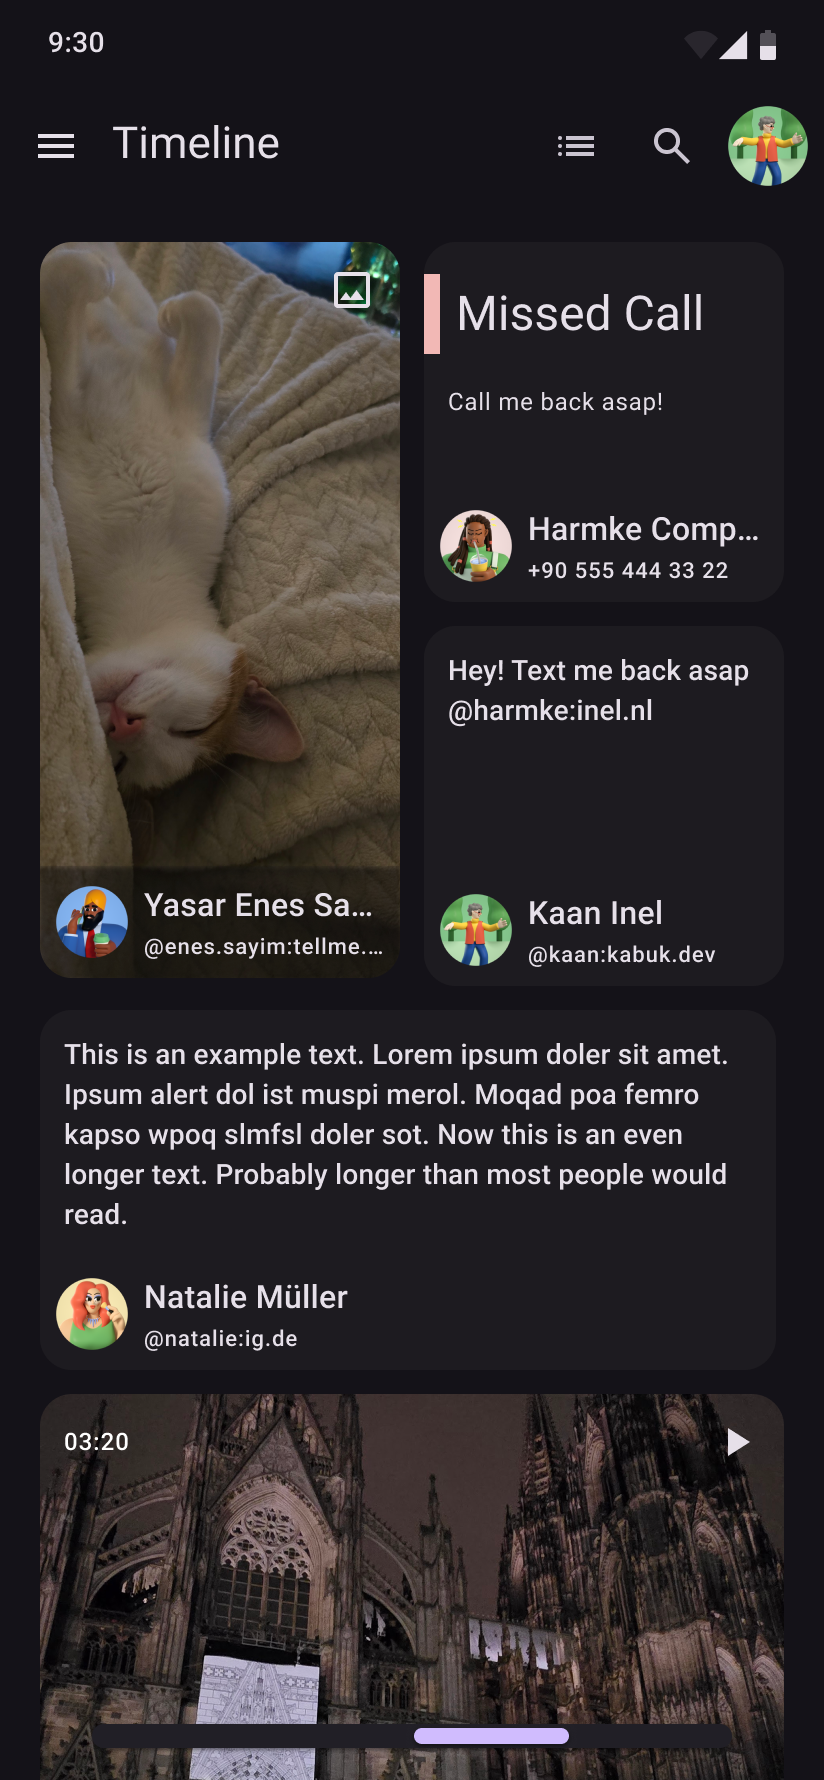 9:30
Timeline
Missed Call
Call me back asap!
Harmke Comp...
+90 555 444 33 22
Hey! Text me back asap
@harmke:inel.nl
Yasar Enes Sa...
@enes.sayim:tellme....
Kaan Inel
@kaan:kabuk.dev
This is an example text. Lorem ipsum doler sit amet.
Ipsum alert dol ist muspi merol. Moqad poa femro
kapso wpoq slmfsl doler sot. Now this is an even
longer text. Probably longer than most people would
read.
Natalie Müller
@natalie:ig.de
03:20